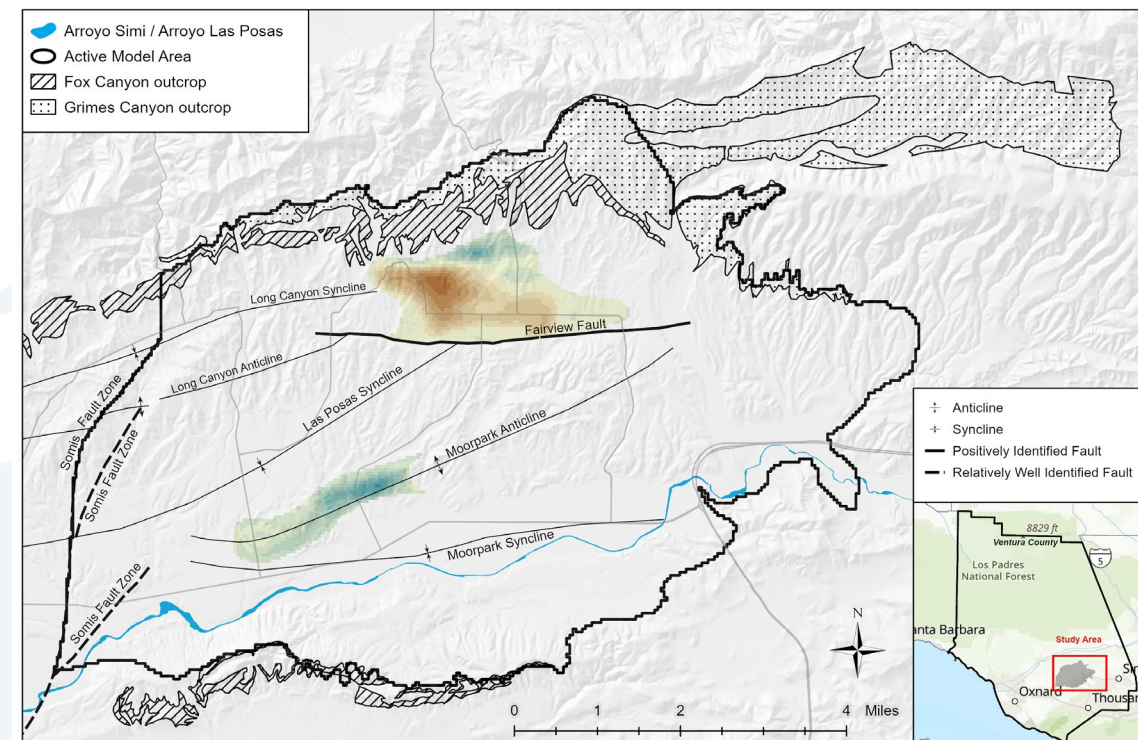 Arroyo Simi / Arroyo Las Posas
Active Model Area
Fox Canyon outcrop
Grimes Canyon outcrop
Long Canyon Syncline
Fairview Fault
Long Canyon Anticline
Las Posas Syncline
Somis Fault Zone
Moorpark Anticline
Somis Fault Zone
Moorpark Syncline
Somis Fault Zone
N
0 1 2 4 Miles
Anticline
Syncline
Positively Identified Fault
Relatively Well Identified Fault
8829 ft
Ventura County
5
Los Padres
National Forest
anta Barbara
Study Area
Si
Oxnard
Thousan